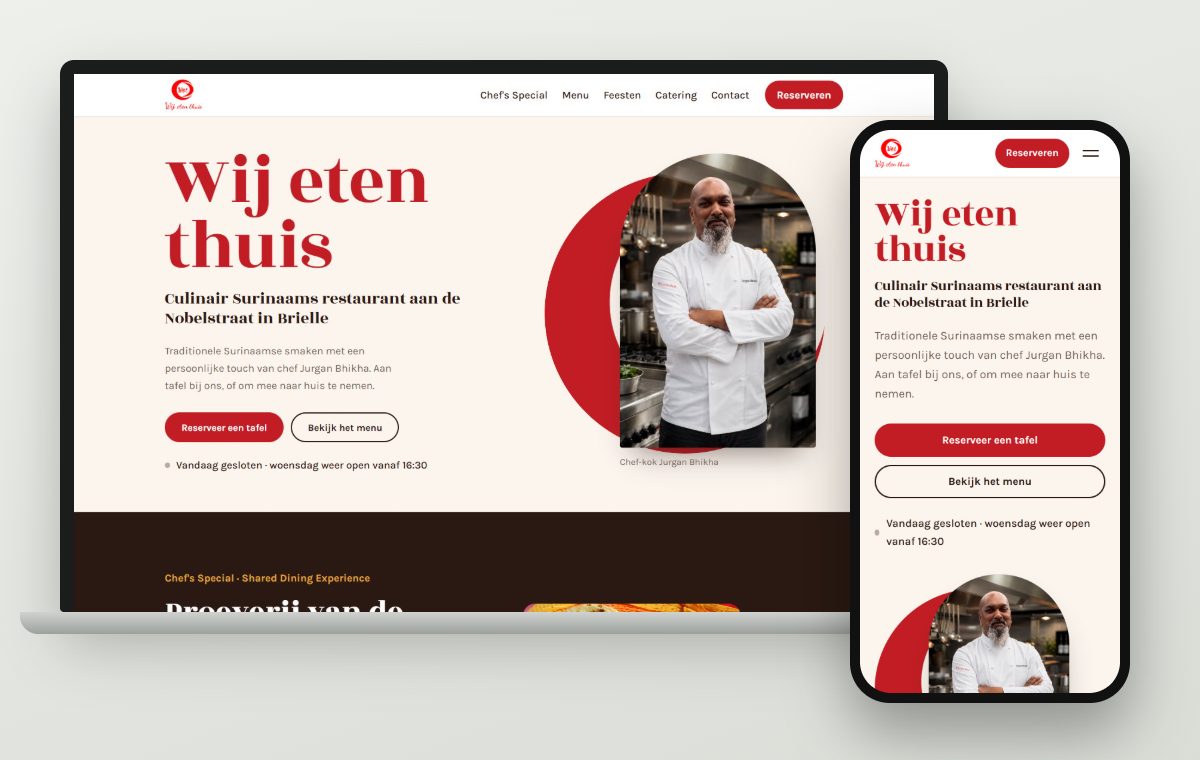 Wij eten thuis
Chef's Special
Menu
Feesten
Catering
Contact
Reserveren
Wij eten
thuis
Culinair Surinaams restaurant aan de
Nobelstraat in Brielle
Traditionele Surinaamse smaken met een
persoonlijke touch van chef Jurgan Bhikha. Aan
tafel bij ons, of om mee naar huis te nemen.
Reserveer een tafel
Bekijk het menu
Vandaag gesloten · woensdag weer open vanaf 16:30
Chef-kok Jurgan Bhikha
Chef's Special · Shared Dining Experience
Proeverij van de
Wij eten thuis
Reserveren
Wij eten
thuis
Culinair Surinaams restaurant aan
de Nobelstraat in Brielle
Traditionele Surinaamse smaken met een
persoonlijke touch van chef Jurgan Bhikha.
Aan tafel bij ons, of om mee naar huis te
nemen.
Reserveer een tafel
Bekijk het menu
Vandaag gesloten · woensdag weer open
vanaf 16:30